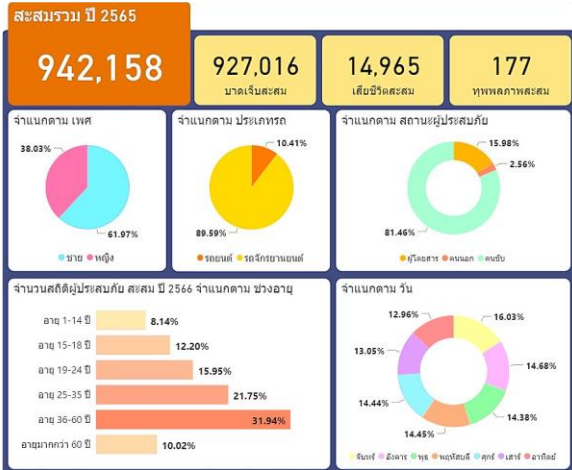 สะสมรวม ปี 2565
942,158
927,016
บาดเจ็บสะสม
14,965
เสียชีวิตสะสม
177
ทุพพลภาพสะสม
จำแนกตาม เพศ
38.03%
61.97%
ชาย หญิง
จำแนกตาม ประเภทรถ
10.41%
89.59%
รถยนต์ รถจักรยานยนต์
จำแนกตาม สถานะผู้ประสบภัย
15.98%
2.56%
81.46%
ผู้โดยสาร คนนอก คนขับ
จำนวนสถิติผู้ประสบภัย สะสม ปี 2566 จำแนกตาม ช่วงอายุ
อายุ 1-14 ปี 8.14%
อายุ 15-18 ปี 12.20%
อายุ 19-24 ปี 15.95%
อายุ 25-35 ปี 21.75%
อายุ 36-60 ปี 31.94%
อายุมากกว่า 60 ปี 10.02%
จำแนกตาม วัน
12.96%
16.03%
13.05%
14.68%
14.44%
14.38%
14.45%
จันทร์ อังคาร พุธ พฤหัสบดี ศุกร์ เสาร์ อาทิตย์